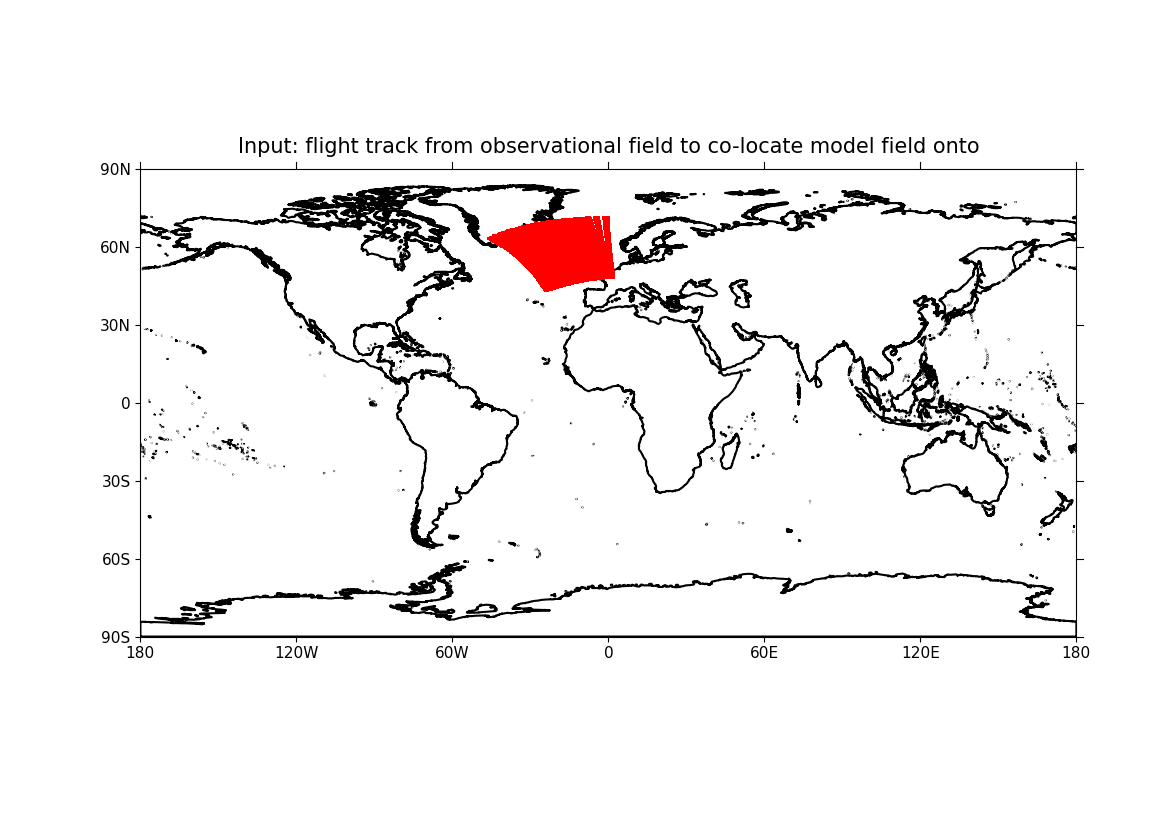 Input: flight track from observational field to co-locate model field onto
90N
60N
30N
0
30S
60S
90S
180 120W 60W 0 60E 120E 180